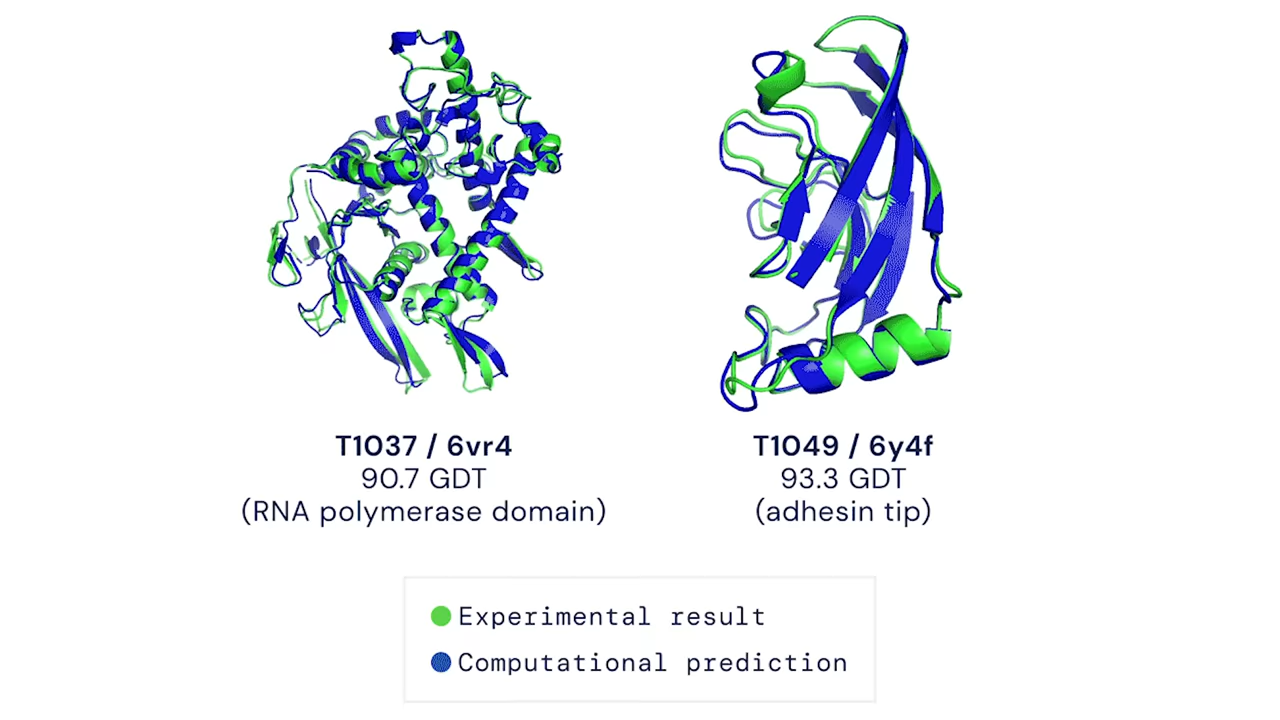 T1037 / 6vr4
90.7 GDT
(RNA polymerase domain)
T1049 / 6y4f
93.3 GDT
(adhesin tip)
Experimental result
Computational prediction